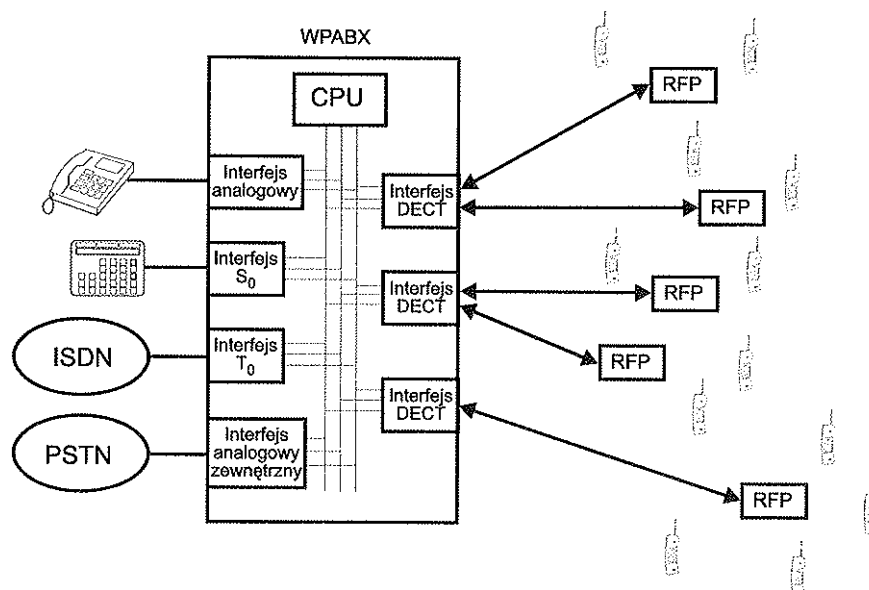 WPABX
CPU
Interfejs
analogowy
Interfejs
S0
Interfejs
T0
Interfejs
analogowy
zewnętrzny
ISDN
PSTN
Interfejs
DECT
Interfejs
DECT
Interfejs
DECT
RFP
RFP
RFP
RFP
RFP